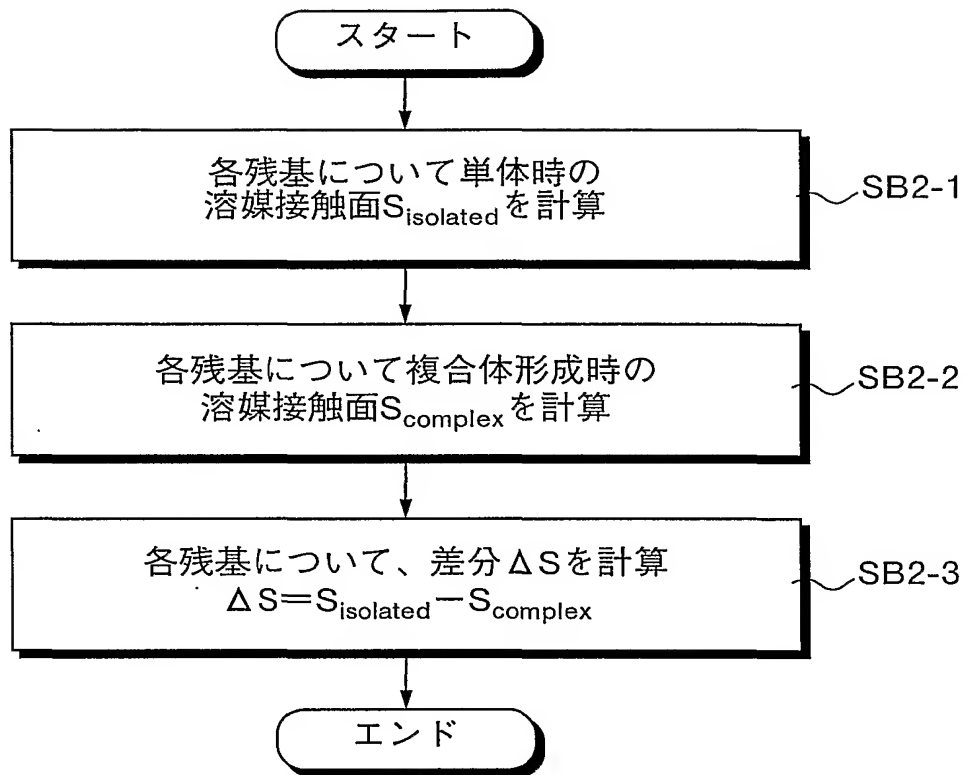 スタート
各残基について単体時の
溶媒接触面Sisolatedを計算
SB2-1
各残基について複合体形成時の
溶媒接触面Scomplexを計算
SB2-2
各残基について、差分ΔSを計算
ΔS＝Sisolated－Scomplex
SB2-3
エンド